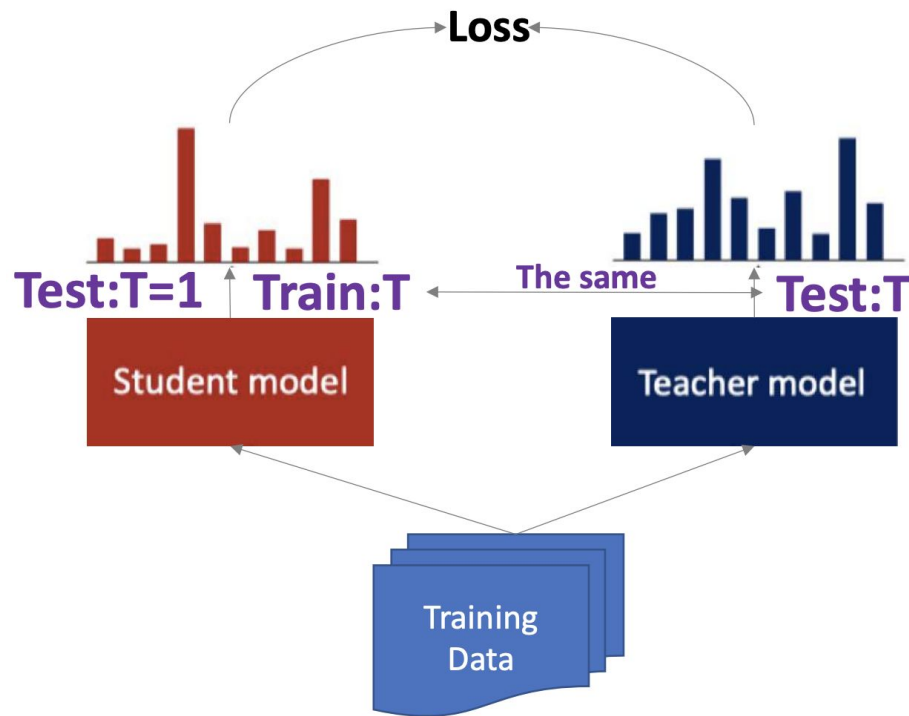 Loss
Test:T=1
Train:T
The same
Test:T
Student model
Teacher model
Training
Data